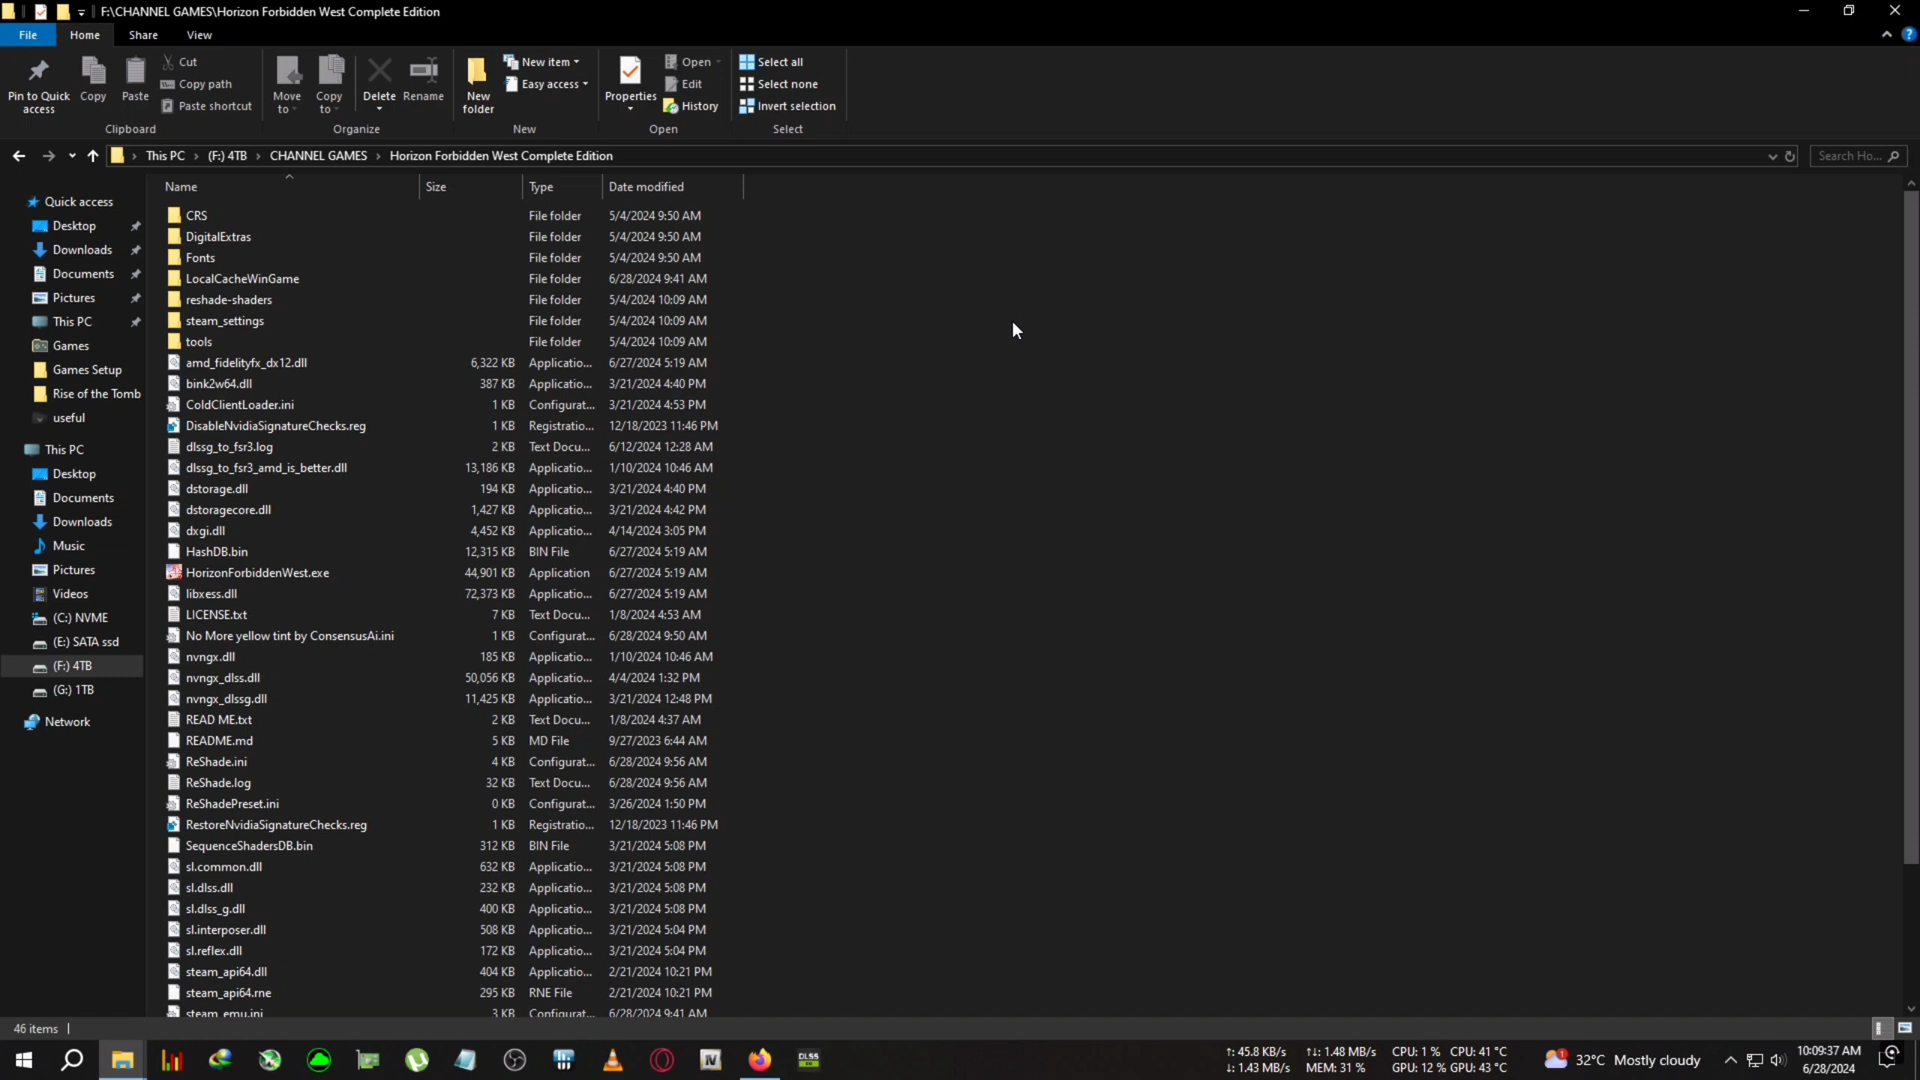 F:\CHANNEL GAMES\Horizon Forbidden West Complete Edition
File Home Share View
Pin to Quick access
Copy
Paste
Cut
Copy path
Paste shortcut
Clipboard
Move to
Copy to
Delete
Rename
Organize
New folder
New item
Easy access
New
Properties
Open
Edit
History
Open
Select all
Select none
Invert selection
Select
This PC > (F:) 4TB > CHANNEL GAMES > Horizon Forbidden West Complete Edition
Search Ho...
Quick access
Desktop
Downloads
Documents
Pictures
This PC
Games
Games Setup
Rise of the Tomb
useful
This PC
Desktop
Documents
Downloads
Music
Pictures
Videos
(C:) NVME
(E:) SATA ssd
(F:) 4TB
(G:) 1TB
Network
Name Size Type Date modified
CRS File folder 5/4/2024 9:50 AM
DigitalExtras File folder 5/4/2024 9:50 AM
Fonts File folder 5/4/2024 9:50 AM
LocalCacheWinGame File folder 6/28/2024 9:41 AM
reshade-shaders File folder 5/4/2024 10:09 AM
steam_settings File folder 5/4/2024 10:09 AM
tools File folder 5/4/2024 10:09 AM
amd_fidelityfx_dx12.dll 6,322 KB Applicatio... 6/27/2024 5:19 AM
bink2w64.dll 387 KB Applicatio... 3/21/2024 4:40 PM
ColdClientLoader.ini 1 KB Configurat... 3/21/2024 4:53 PM
DisableNvidiaSignatureChecks.reg 1 KB Registratio... 12/18/2023 11:46 PM
dlssg_to_fsr3.log 2 KB Text Docu... 6/12/2024 12:28 AM
dlssg_to_fsr3_amd_is_better.dll 13,186 KB Applicatio... 1/10/2024 10:46 AM
dstorage.dll 194 KB Applicatio... 3/21/2024 4:40 PM
dstoragecore.dll 1,427 KB Applicatio... 3/21/2024 4:42 PM
dxgi.dll 4,452 KB Applicatio... 4/14/2024 3:05 PM
HashDB.bin 12,315 KB BIN File 6/27/2024 5:19 AM
HorizonForbiddenWest.exe 44,901 KB Application 6/27/2024 5:19 AM
libxess.dll 72,373 KB Applicatio... 6/27/2024 5:19 AM
LICENSE.txt 7 KB Text Docu... 1/8/2024 4:53 AM
No More yellow tint by ConsensusAi.ini 1 KB Configurat... 6/28/2024 9:50 AM
nvngx.dll 185 KB Applicatio... 1/10/2024 10:46 AM
nvngx_dlss.dll 50,056 KB Applicatio... 4/4/2024 1:32 PM
nvngx_dlssg.dll 11,425 KB Applicatio... 3/21/2024 12:48 PM
READ ME.txt 2 KB Text Docu... 1/8/2024 4:37 AM
README.md 5 KB MD File 9/27/2023 6:44 AM
ReShade.ini 4 KB Configurat... 6/28/2024 9:56 AM
ReShade.log 32 KB Text Docu... 6/28/2024 9:56 AM
ReShadePreset.ini 0 KB Configurat... 3/26/2024 1:50 PM
RestoreNvidiaSignatureChecks.reg 1 KB Registratio... 12/18/2023 11:46 PM
SequenceShadersDB.bin 312 KB BIN File 3/21/2024 5:08 PM
sl.common.dll 632 KB Applicatio... 3/21/2024 5:08 PM
sl.dlss.dll 232 KB Applicatio... 3/21/2024 5:08 PM
sl.dlss_g.dll 400 KB Applicatio... 3/21/2024 5:08 PM
sl.interposer.dll 508 KB Applicatio... 3/21/2024 5:04 PM
sl.reflex.dll 172 KB Applicatio... 3/21/2024 5:04 PM
steam_api64.dll 404 KB Applicatio... 2/21/2024 10:21 PM
steam_api64.rne 295 KB RNE File 2/21/2024 10:21 PM
steam_emu.ini 3 KB Configurat... 6/28/2024 9:41 AM
46 items
DLSS
↑: 45.8 KB/s ↑↓: 1.48 MB/s CPU: 1 % CPU: 41 °C
↓: 1.43 MB/s MEM: 31 % GPU: 12 % GPU: 43 °C
32°C Mostly cloudy
10:09:37 AM
6/28/2024